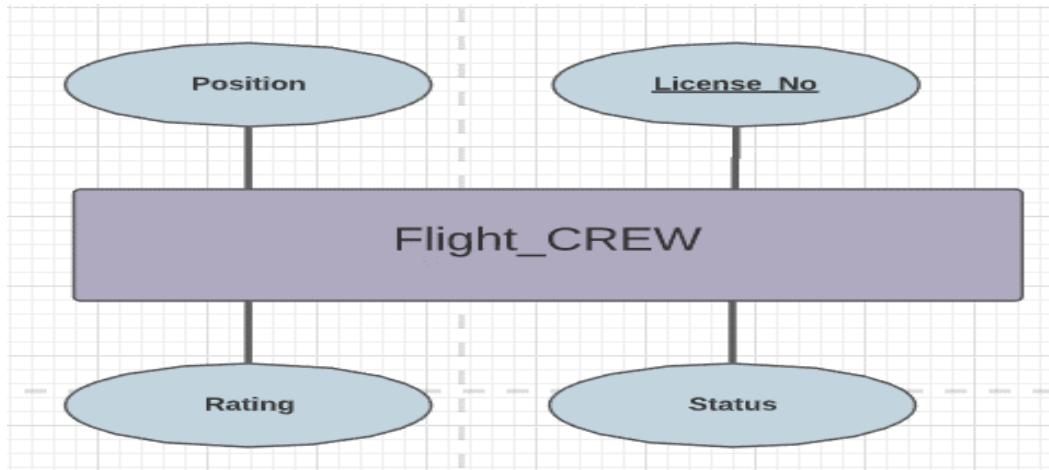 Position
License_No
Flight_CREW
Rating
Status